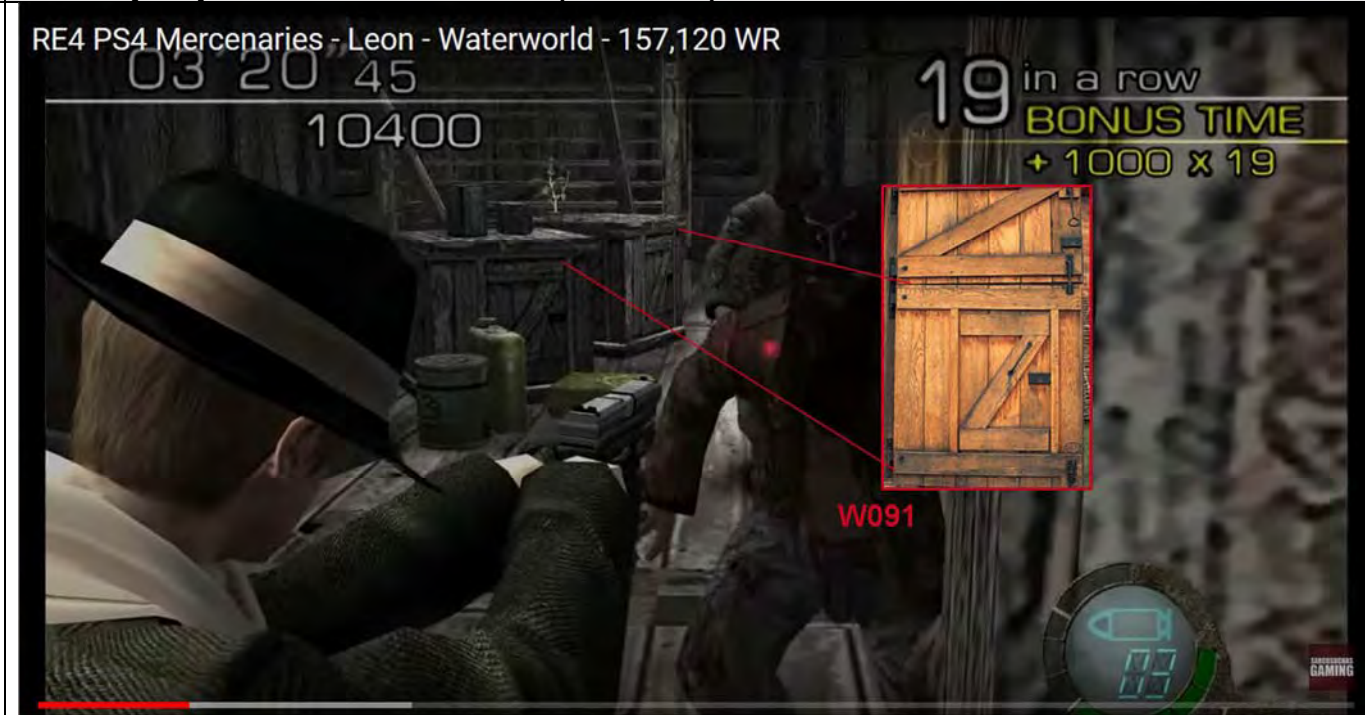 RE4 PS4 Mercenaries - Leon - Waterworld - 157,120 WR
03"20"45
10400
19 in a row
BONUS TIME
+ 1000 x 19
W091
03
GAMING